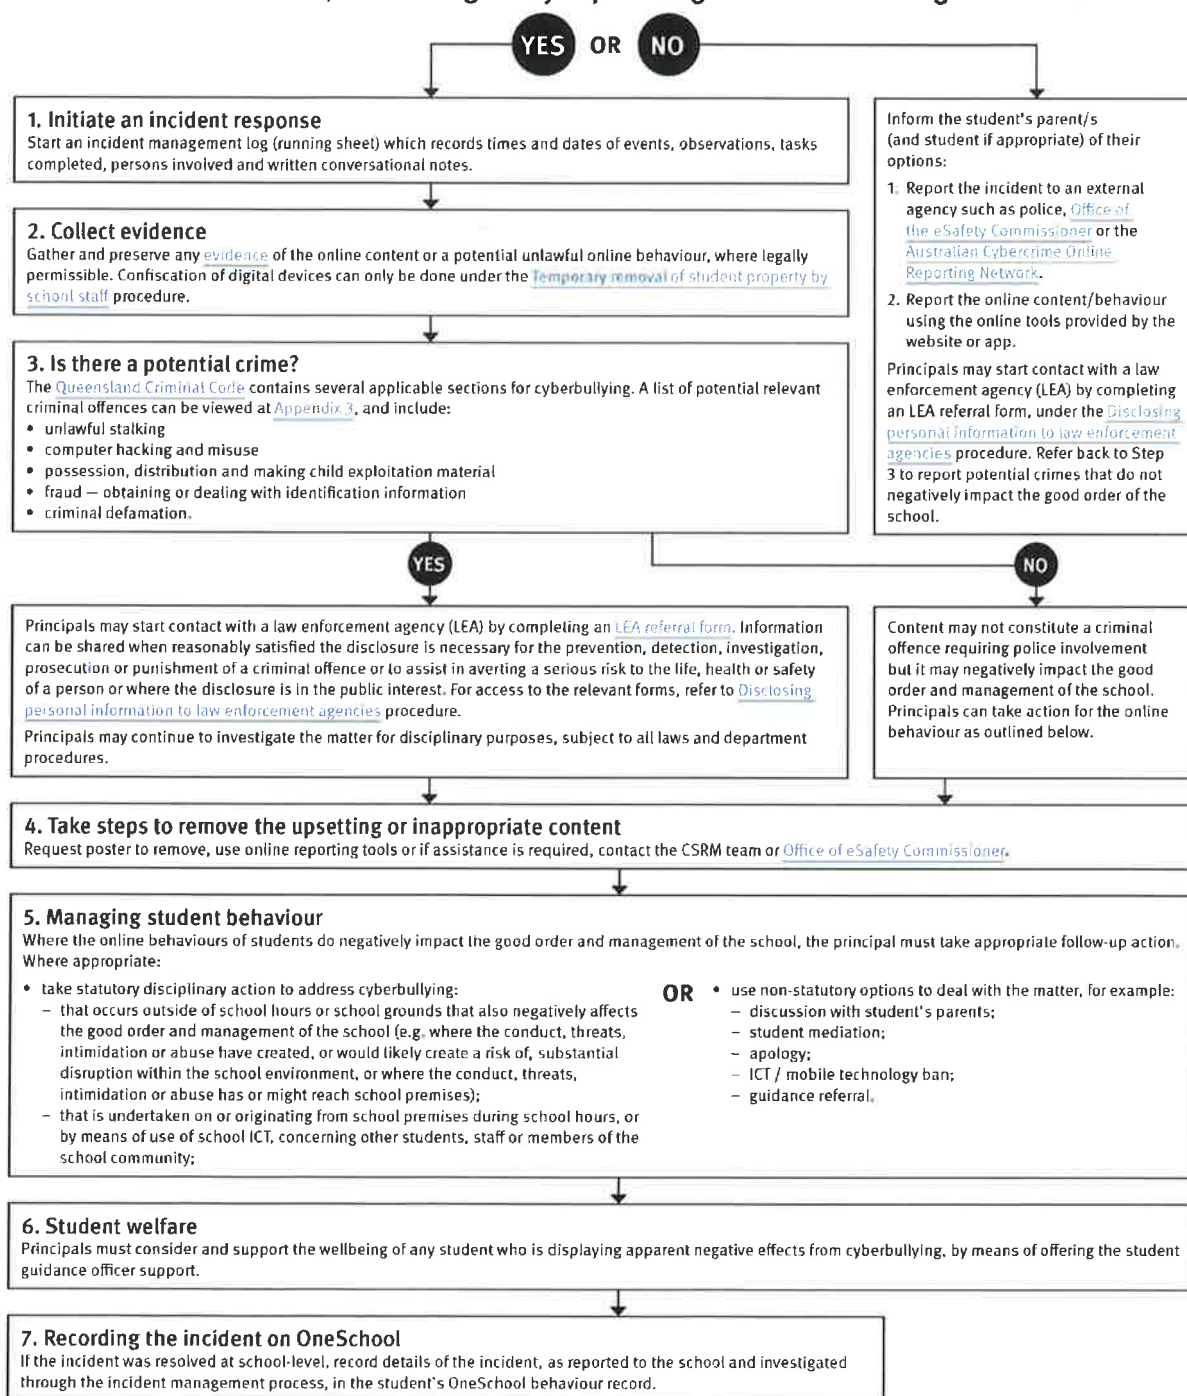 YES OR NO
1. Initiate an incident response
Start an incident management log (running sheet) which records times and dates of events, observations, tasks
completed, persons involved and written conversational notes.
2. Collect evidence
Gather and preserve any evidence of the online content or a potential unlawful online behaviour, where legally
permissible. Confiscation of digital devices can only be done under the Temporary removal of student property by
school staff procedure.
3. Is there a potential crime?
The Queensland Criminal Code contains several applicable sections for cyberbullying. A list of potential relevant
criminal offences can be viewed at Appendix 3, and include:
• unlawful stalking
• computer hacking and misuse
• possession, distribution and making child exploitation material
• fraud — obtaining or dealing with identification information
• criminal defamation.
Inform the student's parent/s
(and student if appropriate) of their
options:
1. Report the incident to an external
agency such as police, Office of
the eSafety Commissioner or the
Australian Cybercrime Online
Reporting Network.
2. Report the online content/behaviour
using the online tools provided by the
website or app.
Principals may start contact with a law
enforcement agency (LEA) by completing
an LEA referral form, under the Disclosing
personal information to law enforcement
agencies procedure. Refer back to Step
3 to report potential crimes that do not
negatively impact the good order of the
school.
YES
NO
Principals may start contact with a law enforcement agency (LEA) by completing an LEA referral form. Information
can be shared when reasonably satisfied the disclosure is necessary for the prevention, detection, investigation,
prosecution or punishment of a criminal offence or to assist in averting a serious risk to the life, health or safety
of a person or where the disclosure is in the public interest. For access to the relevant forms, refer to Disclosing
personal information to law enforcement agencies procedure.
Principals may continue to investigate the matter for disciplinary purposes, subject to all laws and department
procedures.
Content may not constitute a criminal
offence requiring police involvement
but it may negatively impact the good
order and management of the school.
Principals can take action for the online
behaviour as outlined below.
4. Take steps to remove the upsetting or inappropriate content
Request poster to remove, use online reporting tools or if assistance is required, contact the CSRM team or Office of eSafety Commissioner.
5. Managing student behaviour
Where the online behaviours of students do negatively impact the good order and management of the school, the principal must take appropriate follow-up action.
Where appropriate:
• take statutory disciplinary action to address cyberbullying:
– that occurs outside of school hours or school grounds that also negatively affects
the good order and management of the school (e.g. where the conduct, threats,
intimidation or abuse have created, or would likely create a risk of, substantial
disruption within the school environment, or where the conduct, threats,
intimidation or abuse has or might reach school premises);
– that is undertaken on or originating from school premises during school hours, or
by means of use of school ICT, concerning other students, staff or members of the
school community;
OR
• use non-statutory options to deal with the matter, for example:
– discussion with student's parents;
– student mediation;
– apology;
– ICT / mobile technology ban;
– guidance referral.
6. Student welfare
Principals must consider and support the wellbeing of any student who is displaying apparent negative effects from cyberbullying, by means of offering the student
guidance officer support.
7. Recording the incident on OneSchool
If the incident was resolved at school-level, record details of the incident, as reported to the school and investigated
through the incident management process, in the student's OneSchool behaviour record.